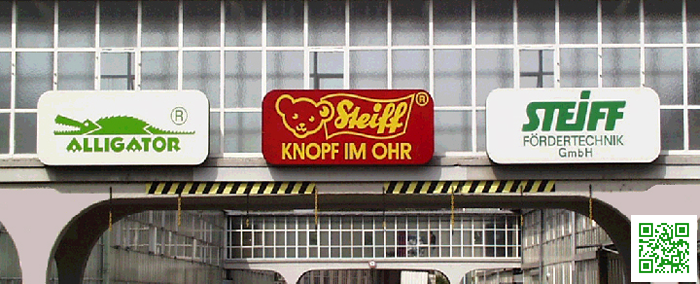 ALLIGATOR ®
Steiff ®
KNOPF IM OHR
STEIFF
FÖRDERTECHNIK
GmbH